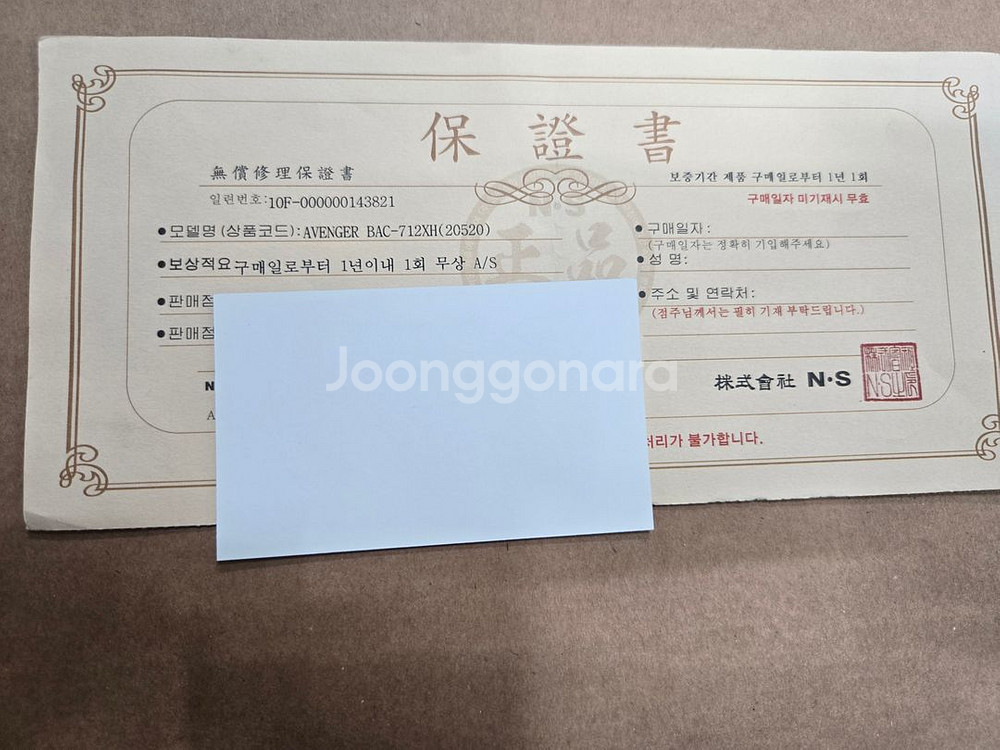 保證書
無償修理保證書
보증기간 제품 구매일로부터 1년 1회
일련번호:10F-000000143821
구매일자 미기재시 무효
N·S
正品
●모델명 (상품코드):AVENGER BAC-712XH(20520)
●구매일자:
(구매일자는 정확히 기입해주세요)
●보상적요구매일로부터 1년이내 1회 무상 A/S
●성 명:
●판매점
●주소 및 연락처:
(점주님께서는 필히 기재 부탁드립니다.)
●판매점
Joonggonara
N
株式會社 N·S
A
처리가 불가합니다.